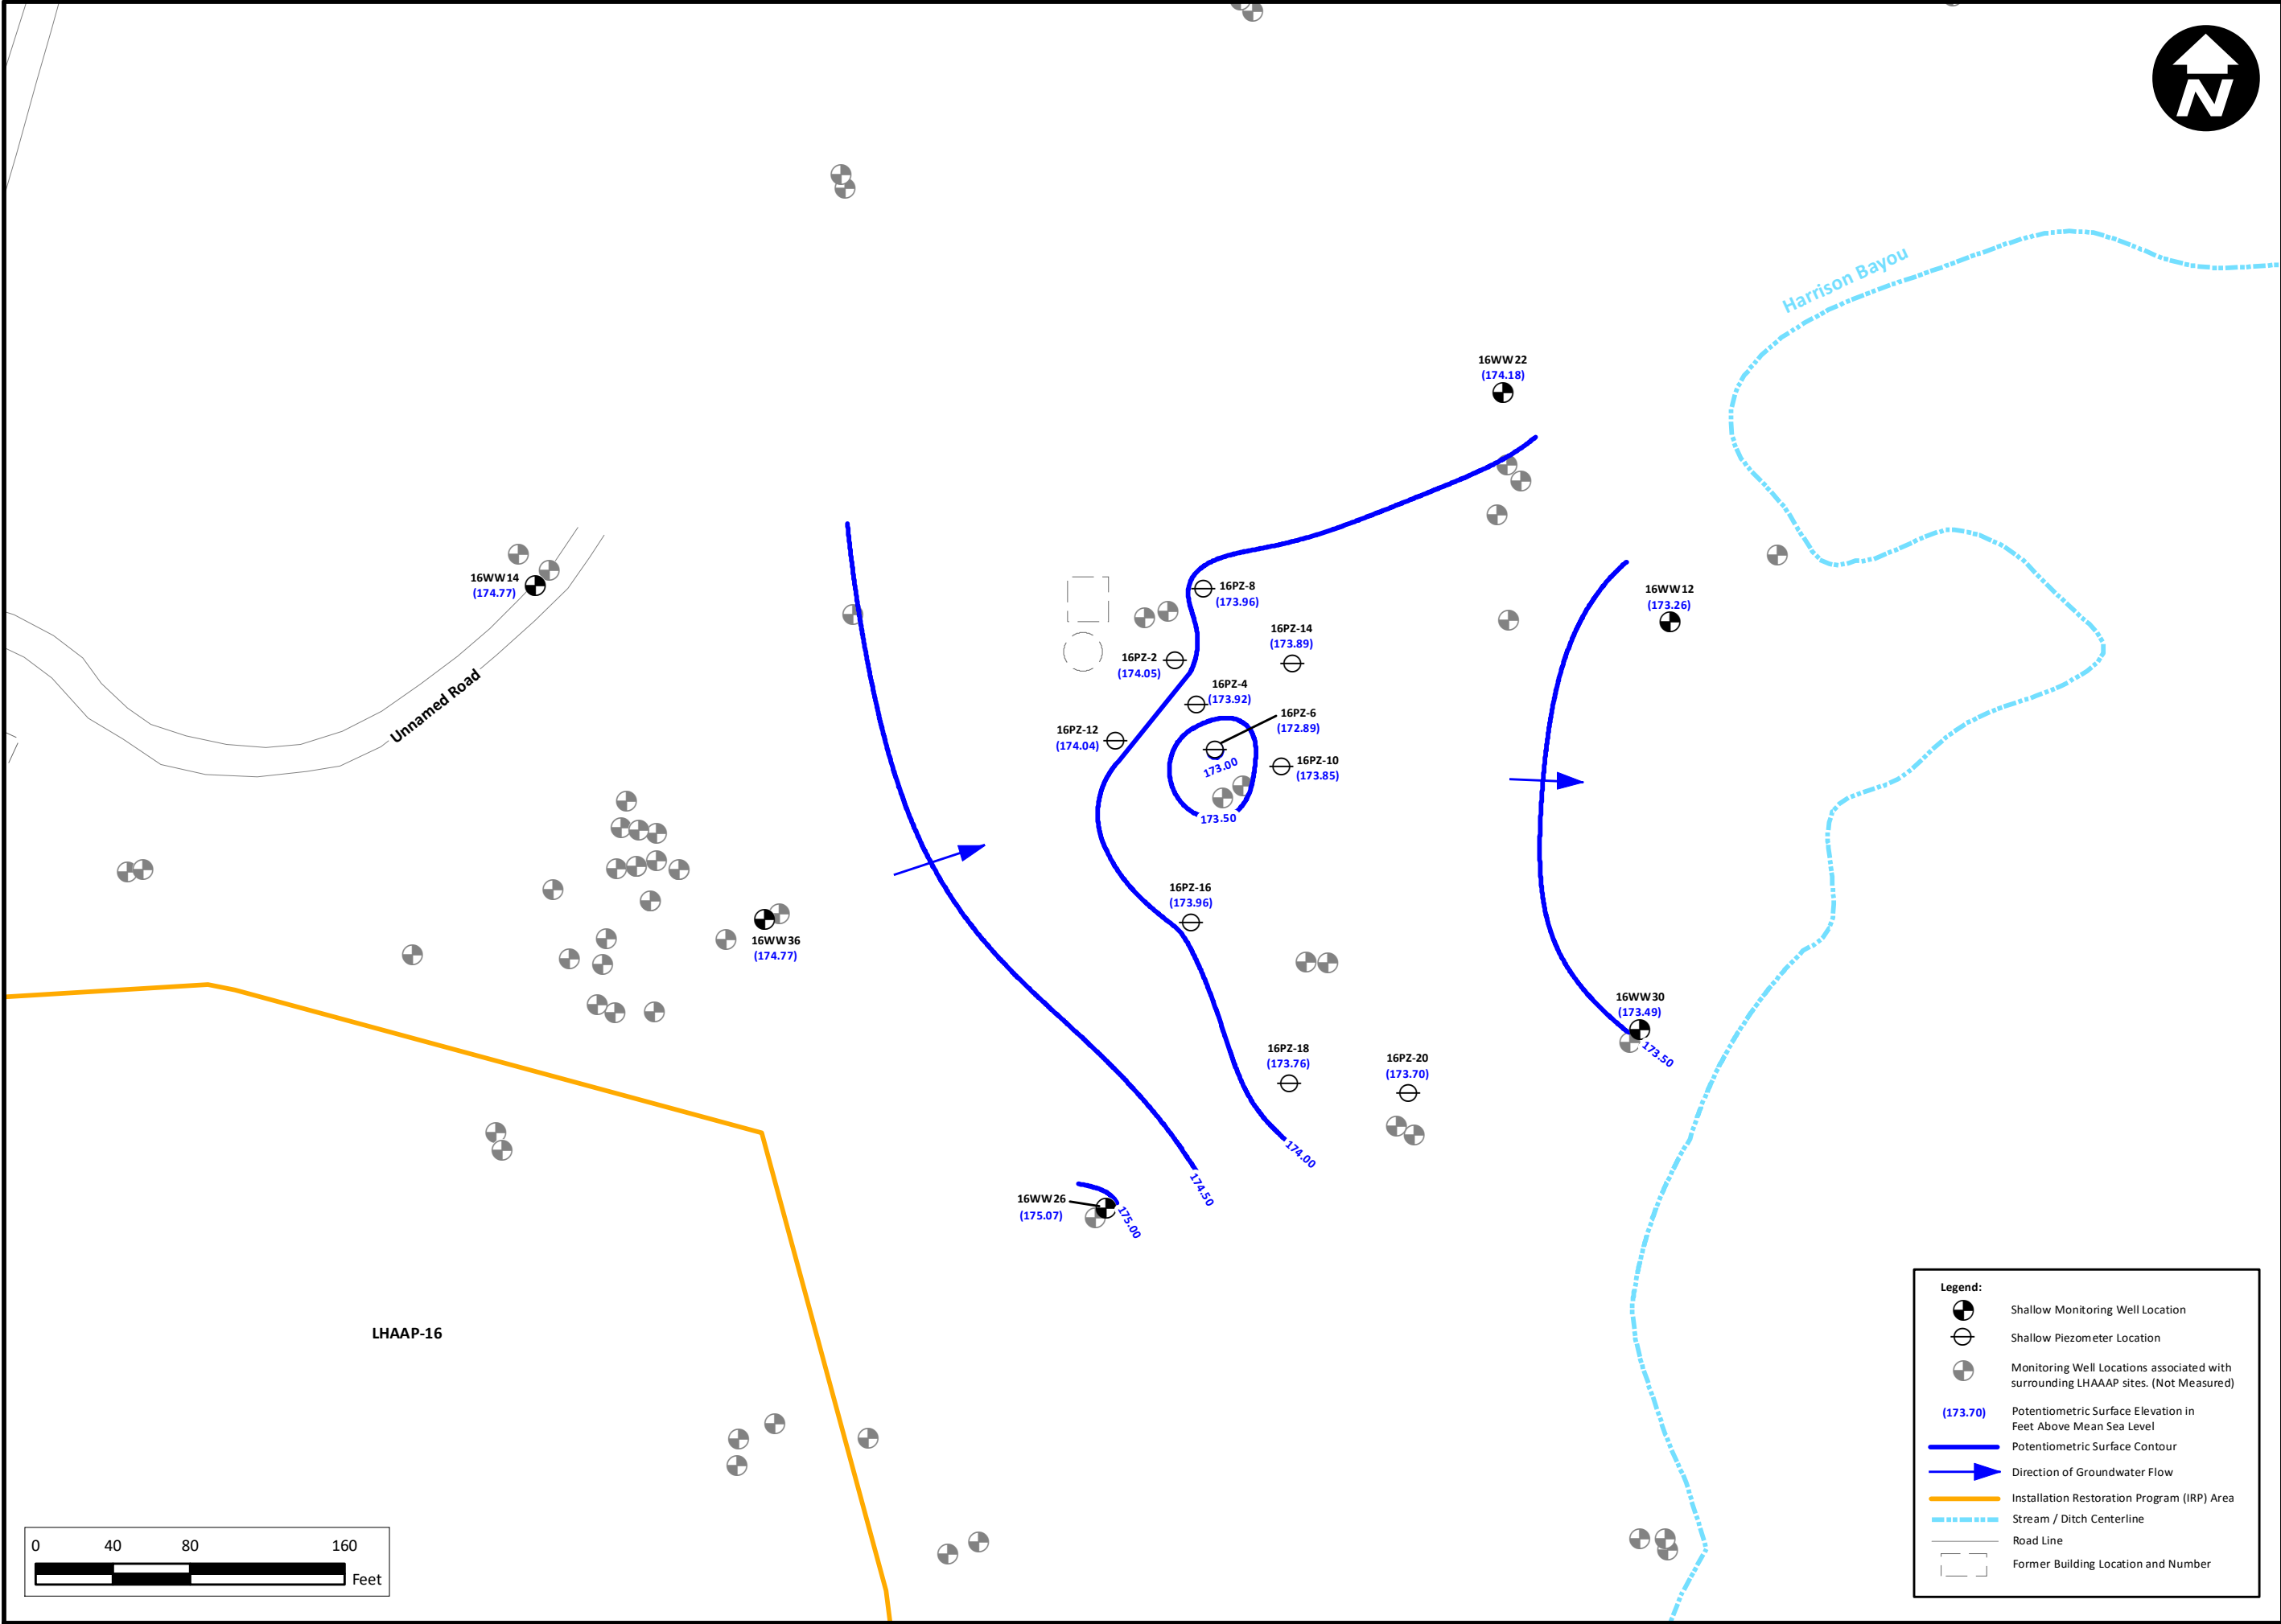 N
Harrison Bayou
16WW22
(174.18)
16WW14
(174.77)
16PZ-8
(173.96)
16WW12
(173.26)
16PZ-14
(173.89)
16PZ-2
(174.05)
16PZ-4
(173.92)
Unnamed Road
16PZ-6
(172.89)
16PZ-12
(174.04)
173.00
16PZ-10
(173.85)
173.50
16PZ-16
(173.96)
16WW36
(174.77)
16WW30
(173.49)
173.50
16PZ-18
(173.76)
16PZ-20
(173.70)
174.00
174.50
16WW26
(175.07)
175.00
LHAAP-16
Legend:
Shallow Monitoring Well Location
Shallow Piezometer Location
Monitoring Well Locations associated with
surrounding LHAAAP sites. (Not Measured)
(173.70) Potentiometric Surface Elevation in
Feet Above Mean Sea Level
Potentiometric Surface Contour
Direction of Groundwater Flow
Installation Restoration Program (IRP) Area
Stream / Ditch Centerline
Road Line
Former Building Location and Number
0 40 80 160
Feet